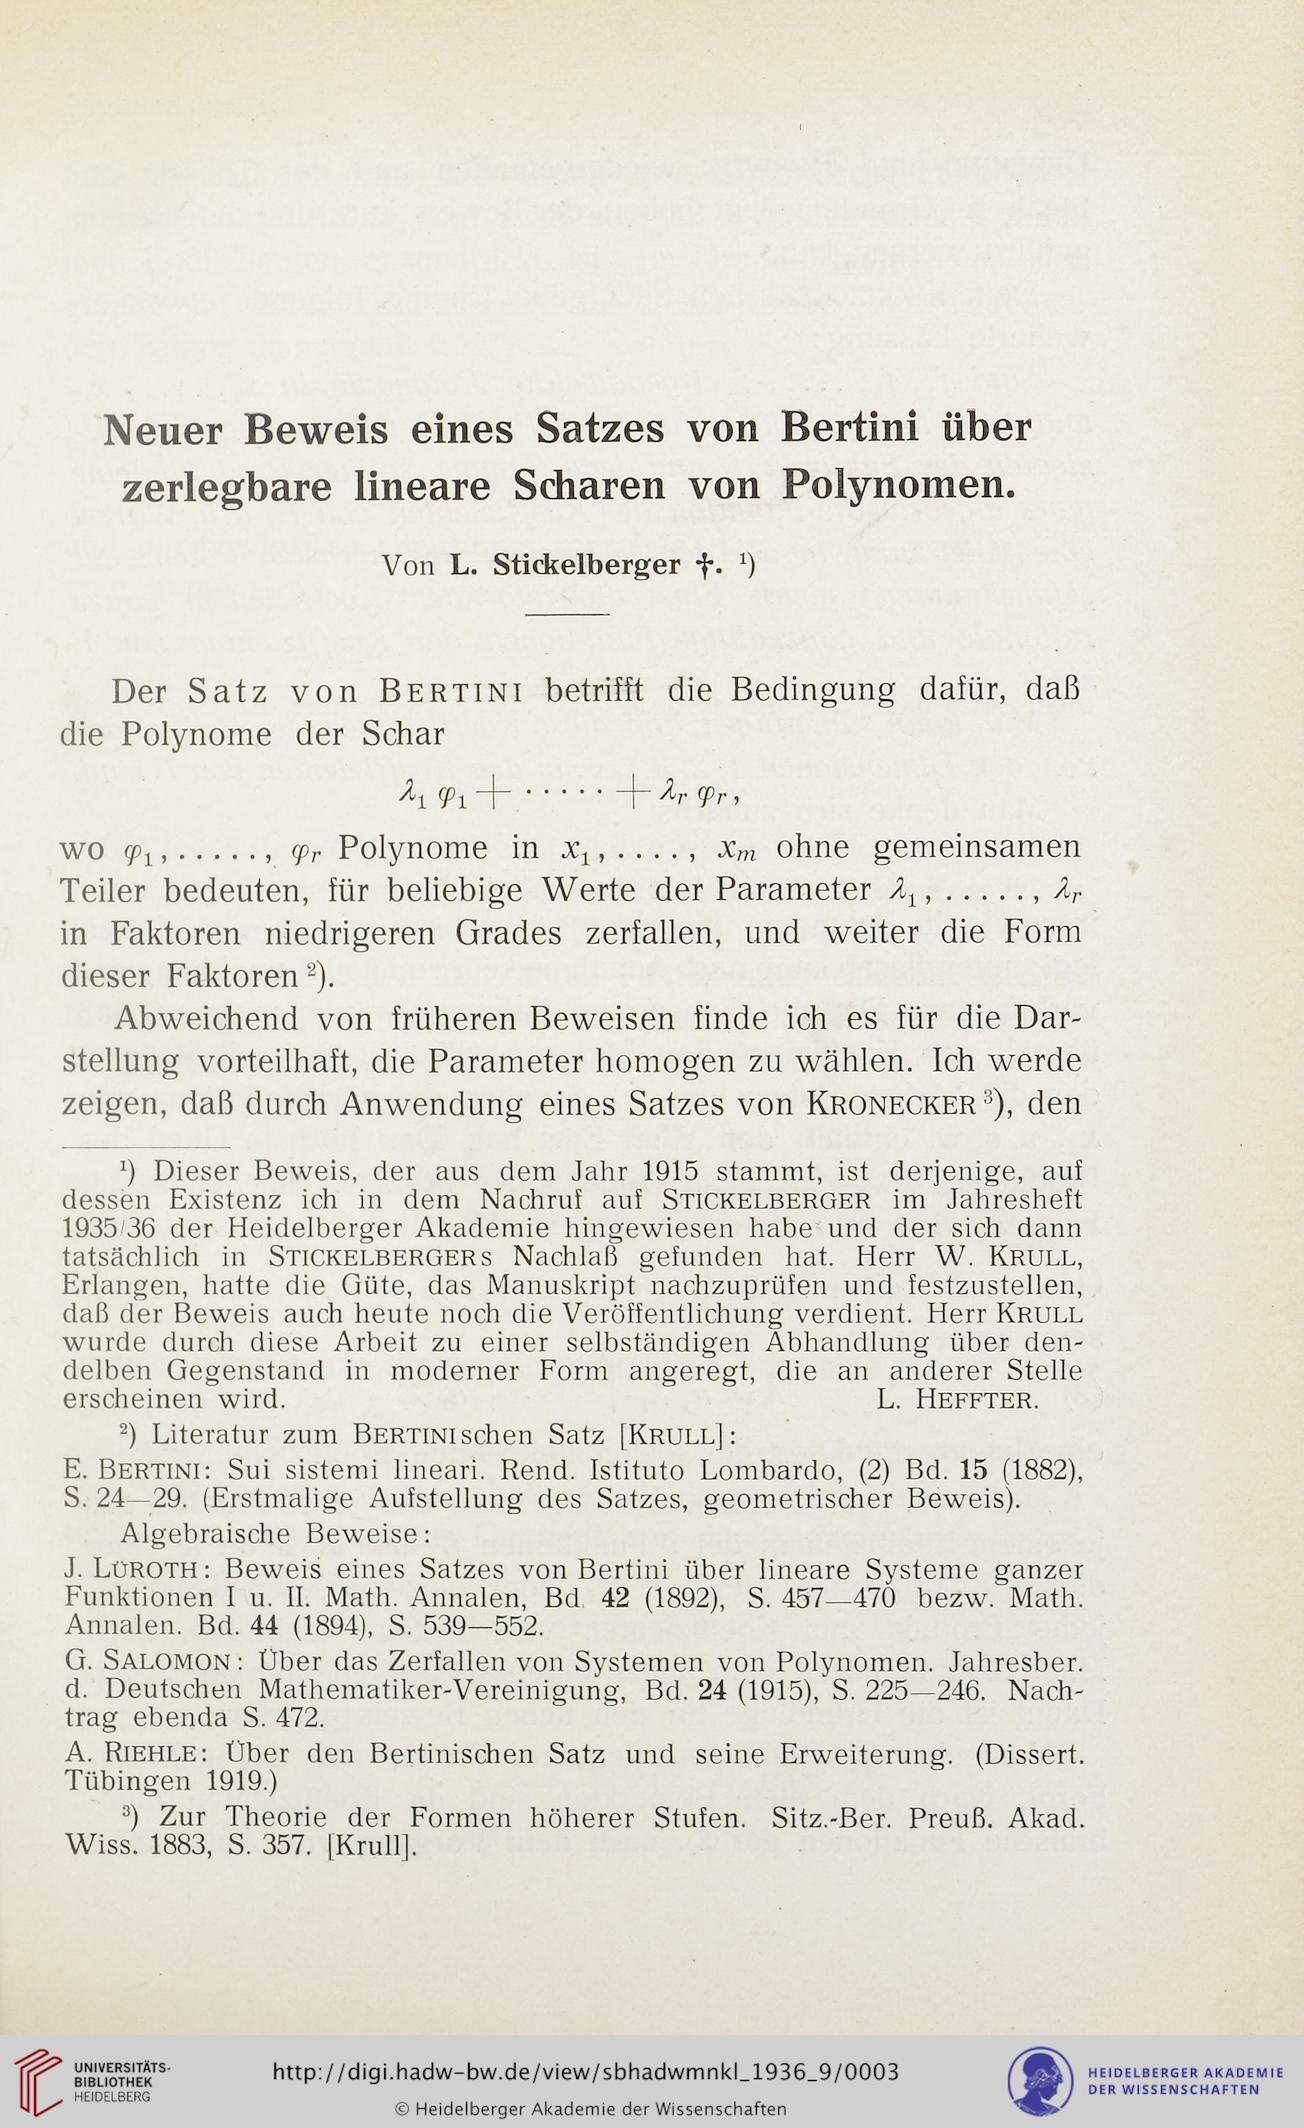 Neuer Beweis eines Satzes von Bertini über
zerlegbare lineare Scharen von Polynomen.
Von L. Stickelberger †. ¹)
Der Satz von BERTINI betrifft die Bedingung dafür, daß
die Polynome der Schar
λ₁ φ₁ + · · · · · + λᵣ φᵣ,
wo φ₁, . . . . ., φᵣ Polynome in x₁, . . . ., xₘ ohne gemeinsamen
Teiler bedeuten, für beliebige Werte der Parameter λ₁, . . . . . ., λᵣ
in Faktoren niedrigeren Grades zerfallen, und weiter die Form
dieser Faktoren ²).
Abweichend von früheren Beweisen finde ich es für die Dar-
stellung vorteilhaft, die Parameter homogen zu wählen. Ich werde
zeigen, daß durch Anwendung eines Satzes von KRONECKER ³), den
¹) Dieser Beweis, der aus dem Jahr 1915 stammt, ist derjenige, auf
dessen Existenz ich in dem Nachruf auf STICKELBERGER im Jahresheft
1935/36 der Heidelberger Akademie hingewiesen habe und der sich dann
tatsächlich in STICKELBERGERs Nachlaß gefunden hat. Herr W. KRULL,
Erlangen, hatte die Güte, das Manuskript nachzuprüfen und festzustellen,
daß der Beweis auch heute noch die Veröffentlichung verdient. Herr KRULL
wurde durch diese Arbeit zu einer selbständigen Abhandlung über den-
delben Gegenstand in moderner Form angeregt, die an anderer Stelle
erscheinen wird. L. HEFFTER.
²) Literatur zum BERTINIschen Satz [KRULL]:
E. BERTINI: Sui sistemi lineari. Rend. Istituto Lombardo, (2) Bd. 15 (1882),
S. 24—29. (Erstmalige Aufstellung des Satzes, geometrischer Beweis).
Algebraische Beweise:
J. LÜROTH: Beweis eines Satzes von Bertini über lineare Systeme ganzer
Funktionen I u. II. Math. Annalen, Bd. 42 (1892), S. 457—470 bezw. Math.
Annalen. Bd. 44 (1894), S. 539—552.
G. SALOMON: Über das Zerfallen von Systemen von Polynomen. Jahresber.
d. Deutschen Mathematiker-Vereinigung, Bd. 24 (1915), S. 225—246. Nach-
trag ebenda S. 472.
A. RIEHLE: Über den Bertinischen Satz und seine Erweiterung. (Dissert.
Tübingen 1919.)
³) Zur Theorie der Formen höherer Stufen. Sitz.-Ber. Preuß. Akad.
Wiss. 1883, S. 357. [Krull].
UNIVERSITÄTS-
BIBLIOTHEK
HEIDELBERG
http://digi.hadw-bw.de/view/sbhadwmnkl_1936_9/0003
© Heidelberger Akademie der Wissenschaften
HEIDELBERGER AKADEMIE
DER WISSENSCHAFTEN